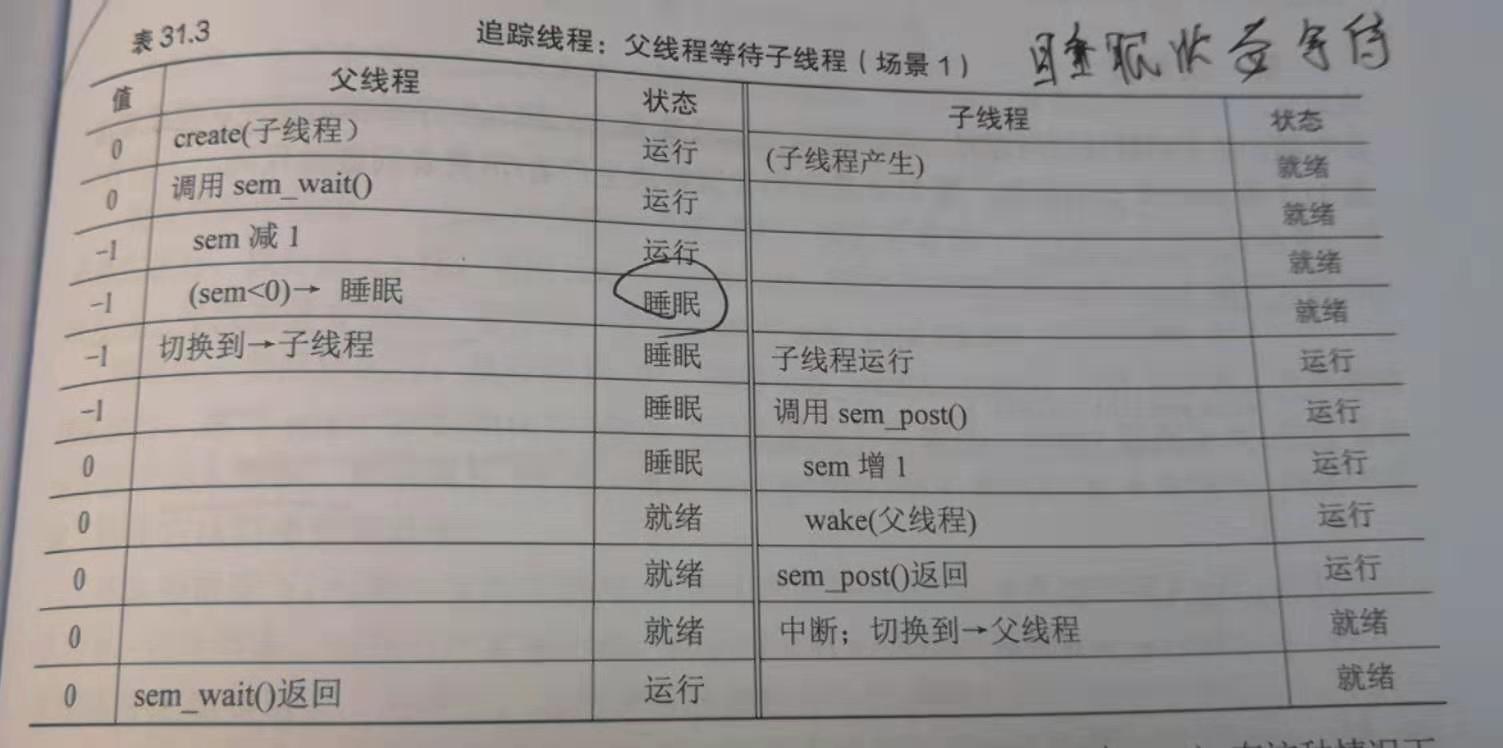 表 31.3 追踪线程：父线程等待子线程（场景 1） 睡眠状态等待
值 父线程 状态 子线程 状态
0 create(子线程） 运行 (子线程产生) 就绪
0 调用 sem_wait() 运行 就绪
-1 sem 减 1 运行 就绪
-1 (sem<0)→ 睡眠 睡眠 就绪
-1 切换到→子线程 睡眠 子线程运行 运行
-1 睡眠 调用 sem_post() 运行
0 睡眠 sem 增 1 运行
0 就绪 wake(父线程) 运行
0 就绪 sem_post()返回 运行
0 就绪 中断；切换到→父线程 就绪
0 sem_wait()返回 运行 就绪